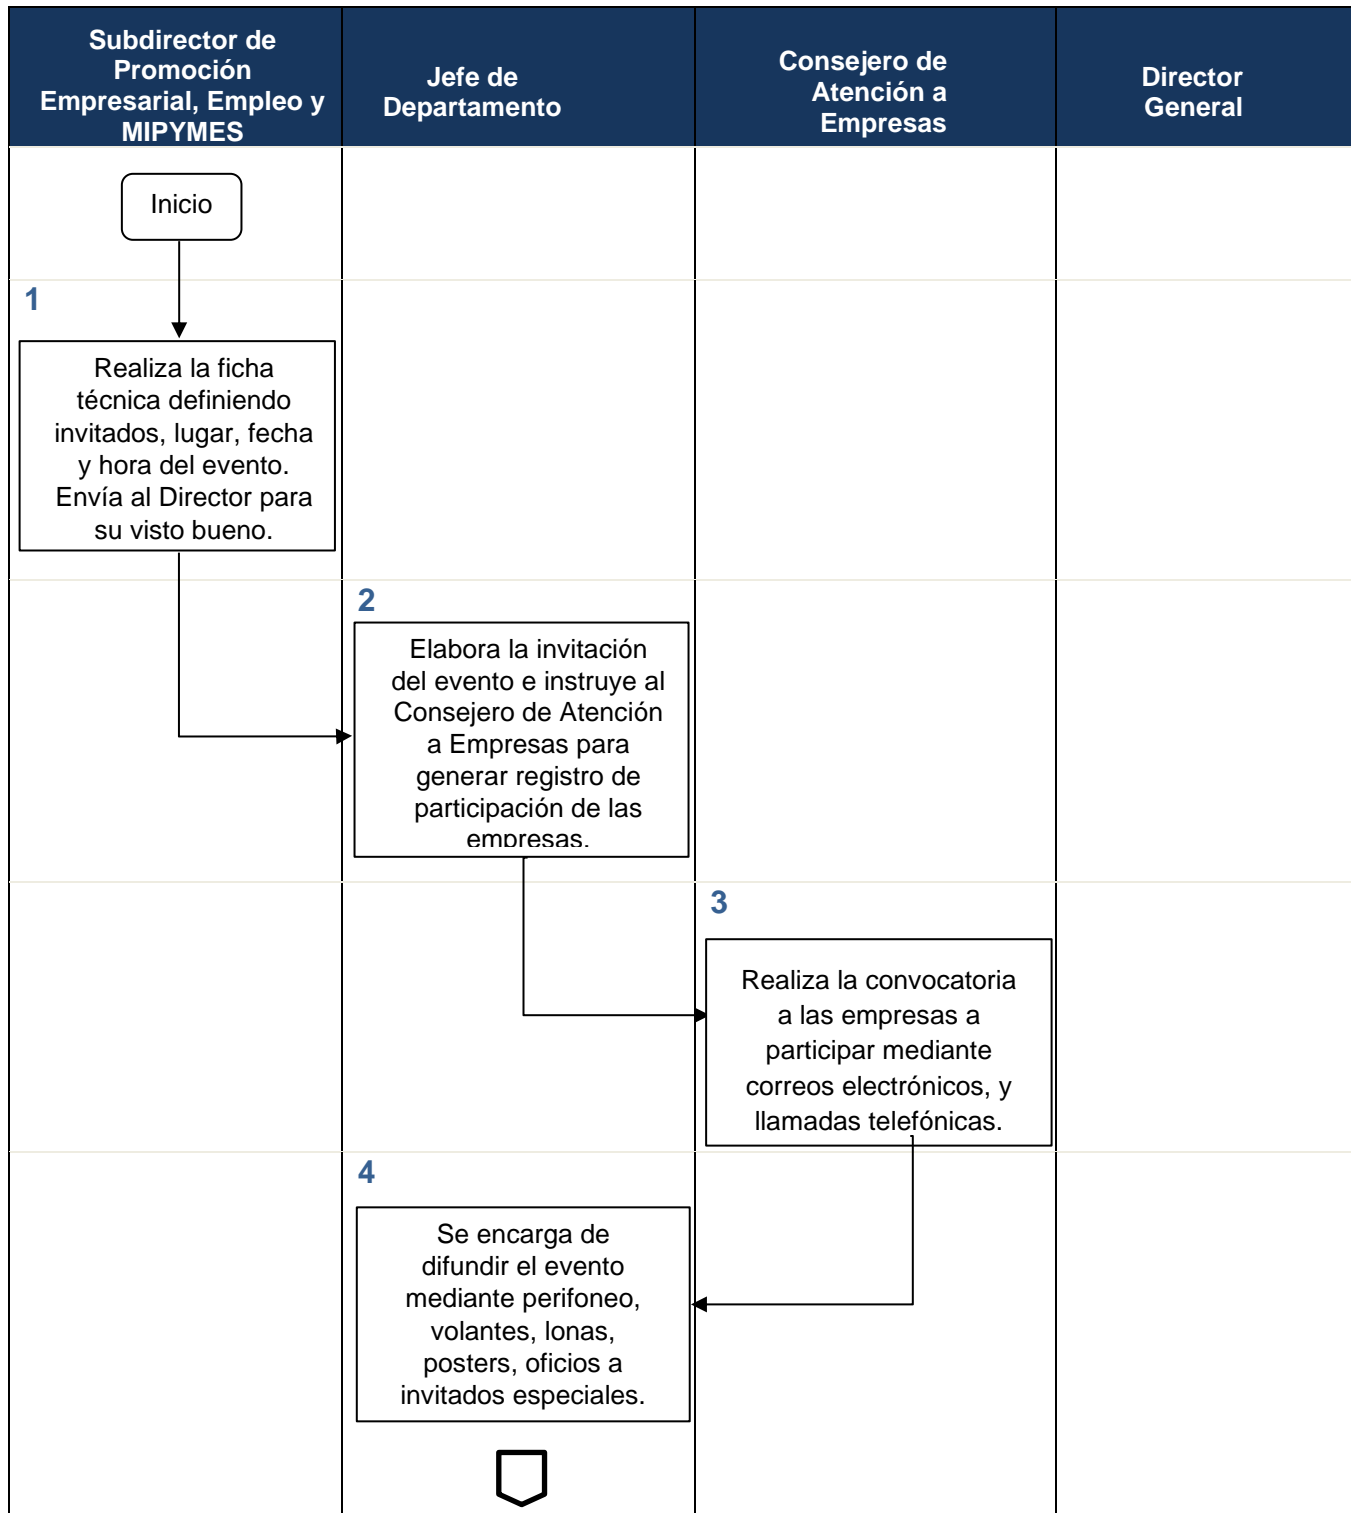 Subdirector de
Promoción
Empresarial, Empleo y
MIPYMES
Jefe de
Departamento
Consejero de
Atención a
Empresas
Director
General
Inicio
1
Realiza la ficha
técnica definiendo
invitados, lugar, fecha
y hora del evento.
Envía al Director para
su visto bueno.
2
Elabora la invitación
del evento e instruye al
Consejero de Atención
a Empresas para
generar registro de
participación de las
empresas.
3
Realiza la convocatoria
a las empresas a
participar mediante
correos electrónicos, y
llamadas telefónicas.
4
Se encarga de
difundir el evento
mediante perifoneo,
volantes, lonas,
posters, oficios a
invitados especiales.